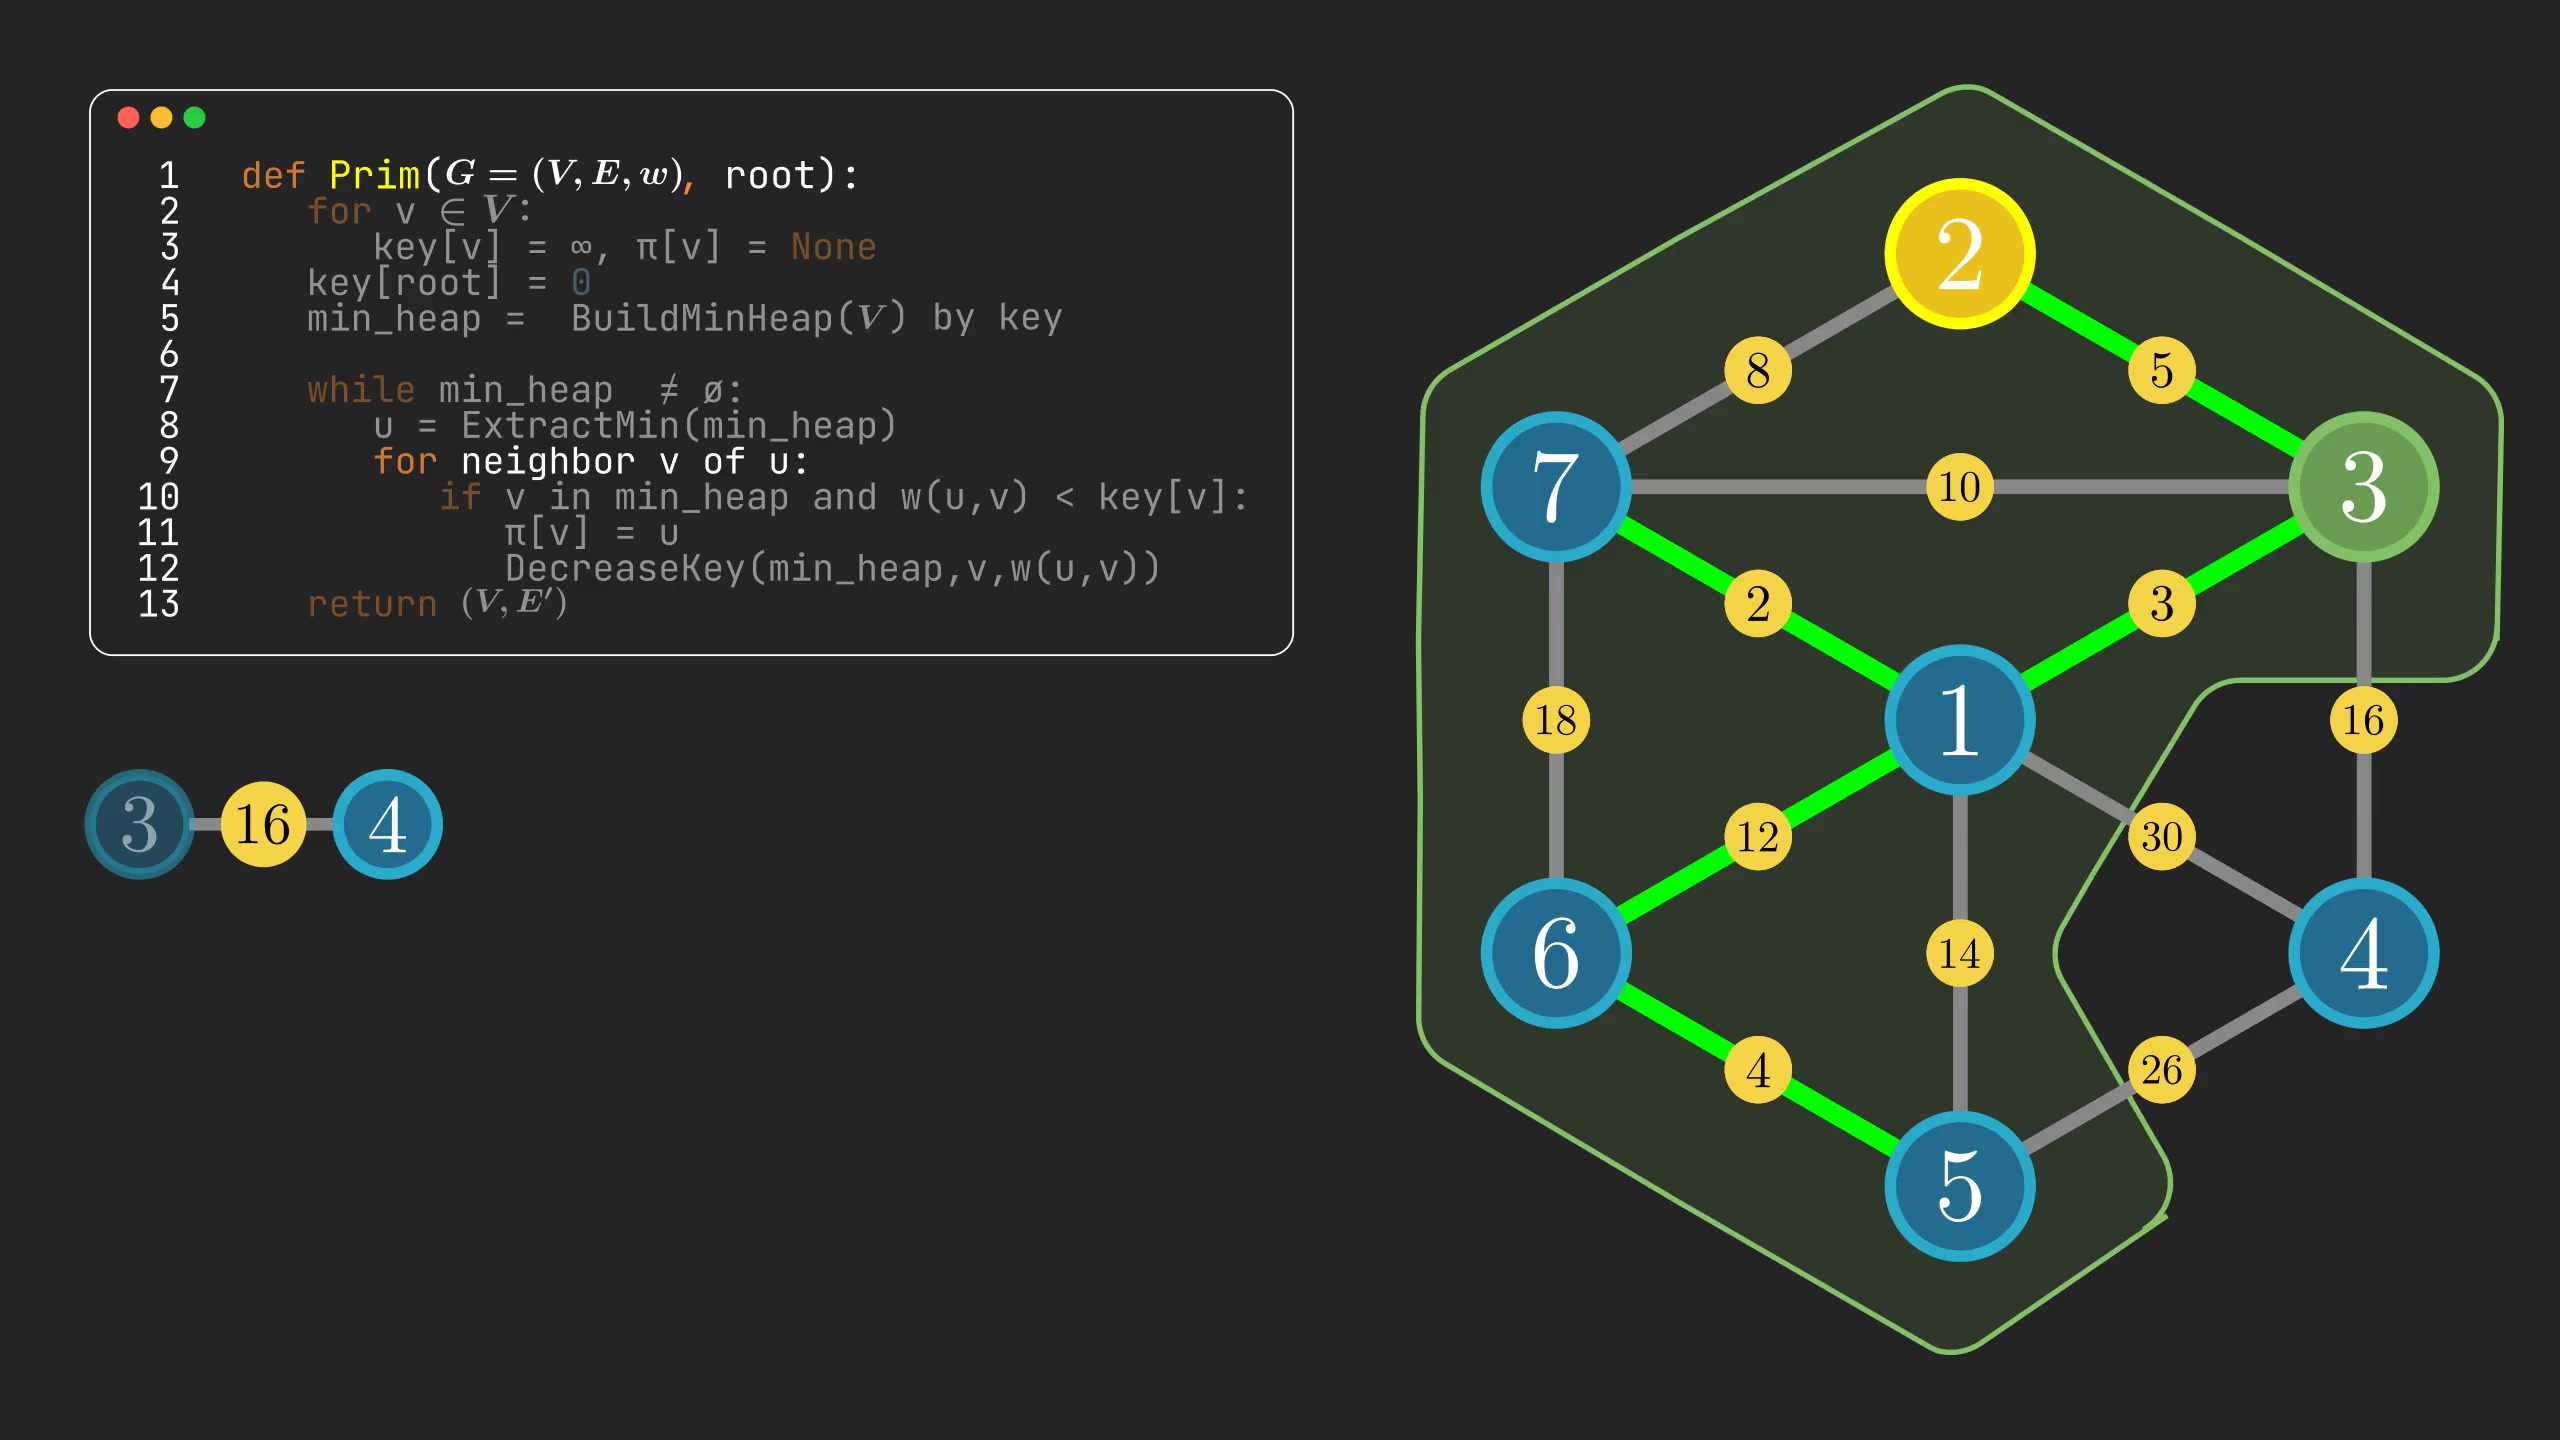 1 def Prim(G = (V, E, w), root):
2 for v ∈ V:
3 key[v] = ∞, π[v] = None
4 key[root] = 0
5 min_heap = BuildMinHeap(V) by key
6
7 while min_heap ≠ ø:
8 u = ExtractMin(min_heap)
9 for neighbor v of u:
10 if v in min_heap and w(u,v) < key[v]:
11 π[v] = u
12 DecreaseKey(min_heap,v,w(u,v))
13 return (V, E′)
3 16 4
2
8 5
7 10 3
2 3
18 1 16
12 30
6 14 4
4 26
5